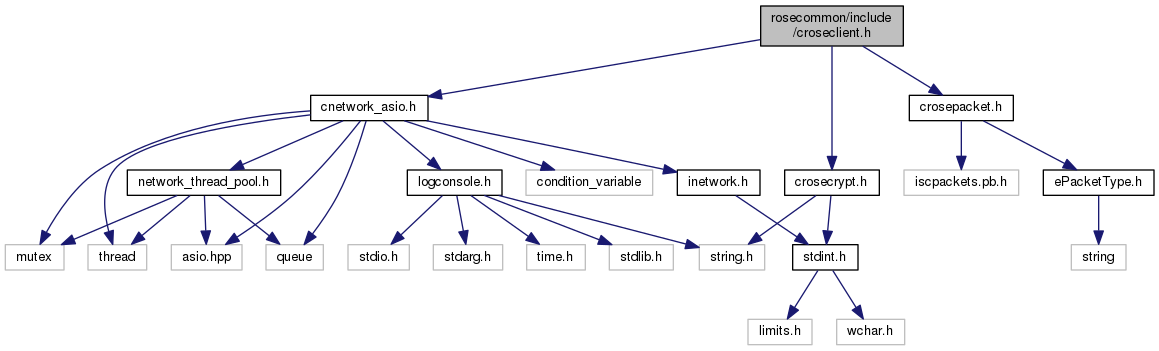 rosecommon/include
/croseclient.h
cnetwork_asio.h
crosepacket.h
network_thread_pool.h
logconsole.h
condition_variable
inetwork.h
crosecrypt.h
iscpackets.pb.h
ePacketType.h
mutex
thread
asio.hpp
queue
stdio.h
stdarg.h
time.h
stdlib.h
string.h
stdint.h
string
limits.h
wchar.h